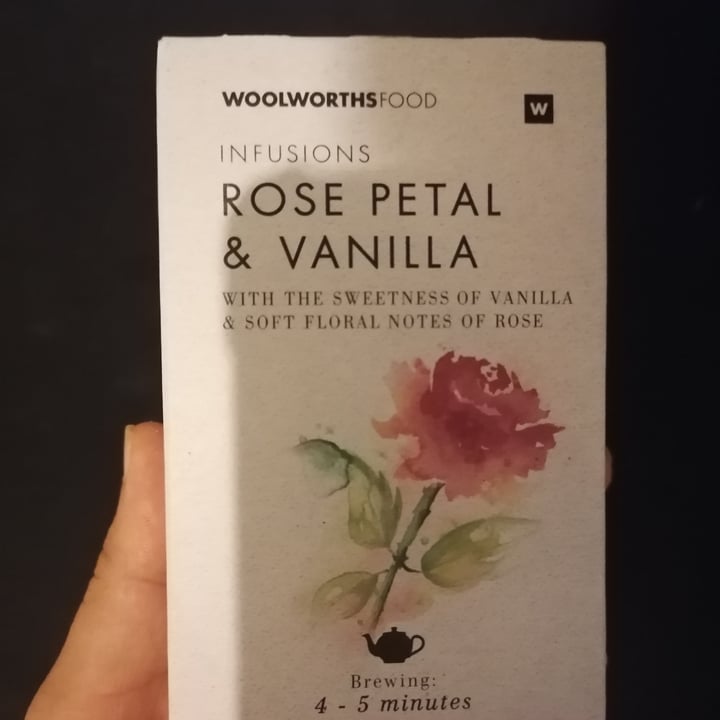 WOOLWORTHSFOOD
W
INFUSIONS
ROSE PETAL
& VANILLA
WITH THE SWEETNESS OF VANILLA
& SOFT FLORAL NOTES OF ROSE
Brewing:
4 - 5 minutes